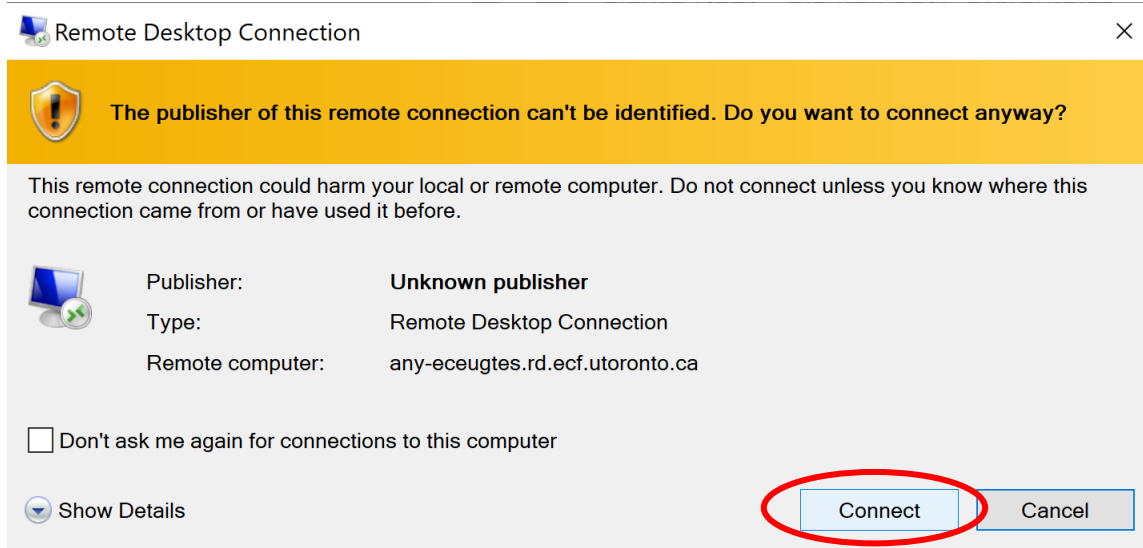 Remote Desktop Connection
The publisher of this remote connection can't be identified. Do you want to connect anyway?
This remote connection could harm your local or remote computer. Do not connect unless you know where this
connection came from or have used it before.
Publisher: Unknown publisher
Type: Remote Desktop Connection
Remote computer: any-eceugtes.rd.ecf.utoronto.ca
Don't ask me again for connections to this computer
Show Details Connect Cancel